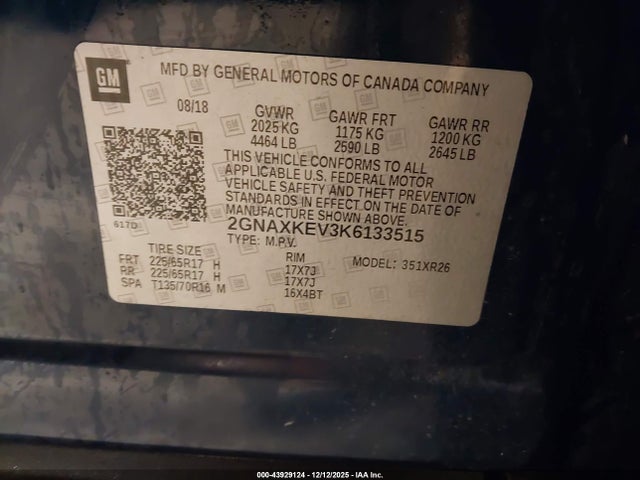 GM
MFD BY GENERAL MOTORS OF CANADA COMPANY
08/18
GVWR GAWR FRT GAWR RR
2025 KG 1175 KG 1200 KG
4464 LB 2590 LB 2645 LB
THIS VEHICLE CONFORMS TO ALL
APPLICABLE U.S. FEDERAL MOTOR
VEHICLE SAFETY AND THEFT PREVENTION
STANDARDS IN EFFECT ON THE DATE OF
MANUFACTURE SHOWN ABOVE.
617D
2GNAXKEV3K6133515
TYPE: M.P.V.
TIRE SIZE RIM MODEL: 351XR26
FRT 225/65R17 H 17X7J
RR 225/65R17 H 17X7J
SPA T135/70R16 M 16X4BT
000-43929124 - 12/12/2025 - IAA Inc.